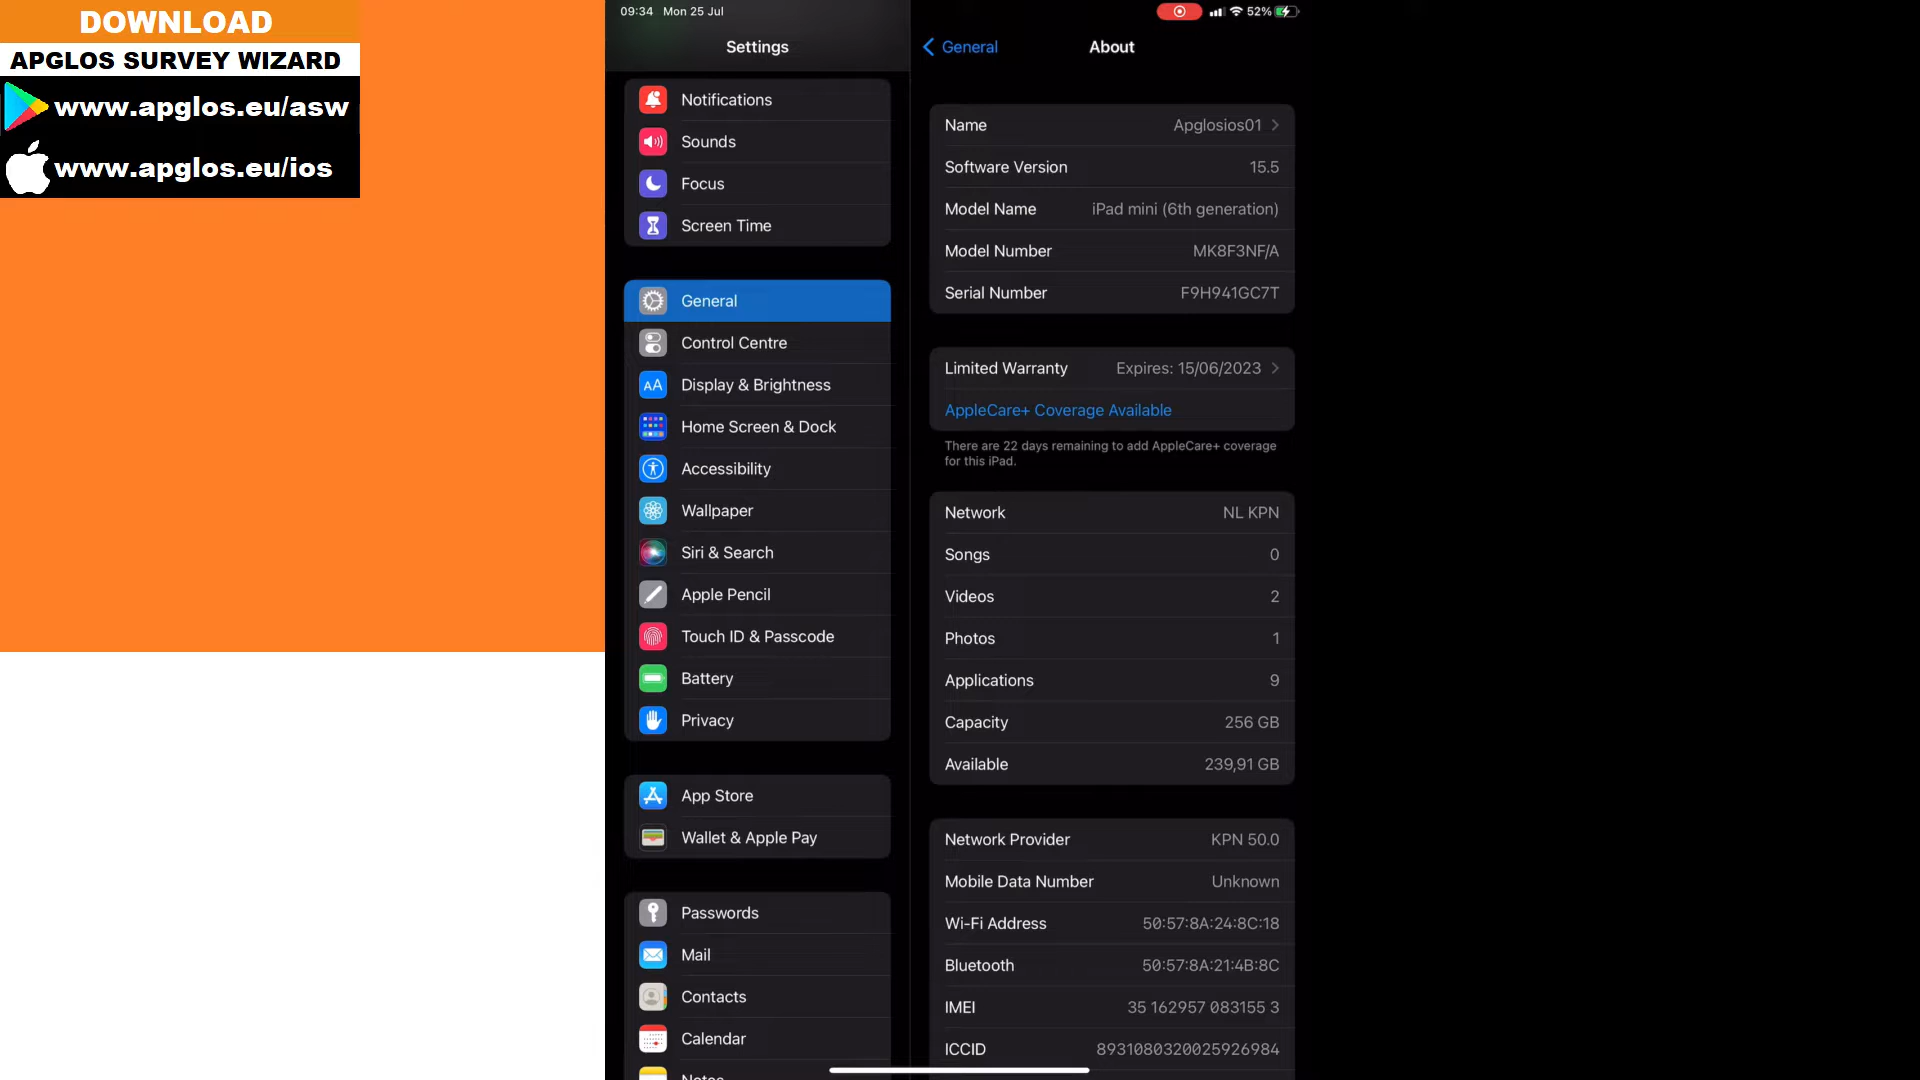 DOWNLOAD
APGLOS SURVEY WIZARD
www.apglos.eu/asw
www.apglos.eu/ios
09:34 Mon 25 Jul
52%
Settings
Notifications
Sounds
Focus
Screen Time
General
Control Centre
AA Display & Brightness
Home Screen & Dock
Accessibility
Wallpaper
Siri & Search
Apple Pencil
Touch ID & Passcode
Battery
Privacy
App Store
Wallet & Apple Pay
Passwords
Mail
Contacts
Calendar
General
About
Name Apglosios01
Software Version 15.5
Model Name iPad mini (6th generation)
Model Number MK8F3NF/A
Serial Number F9H941GC7T
Limited Warranty Expires: 15/06/2023
AppleCare+ Coverage Available
There are 22 days remaining to add AppleCare+ coverage
for this iPad.
Network NL KPN
Songs 0
Videos 2
Photos 1
Applications 9
Capacity 256 GB
Available 239,91 GB
Network Provider KPN 50.0
Mobile Data Number Unknown
Wi-Fi Address 50:57:8A:24:8C:18
Bluetooth 50:57:8A:21:4B:8C
IMEI 35 162957 083155 3
ICCID 8931080320025926984